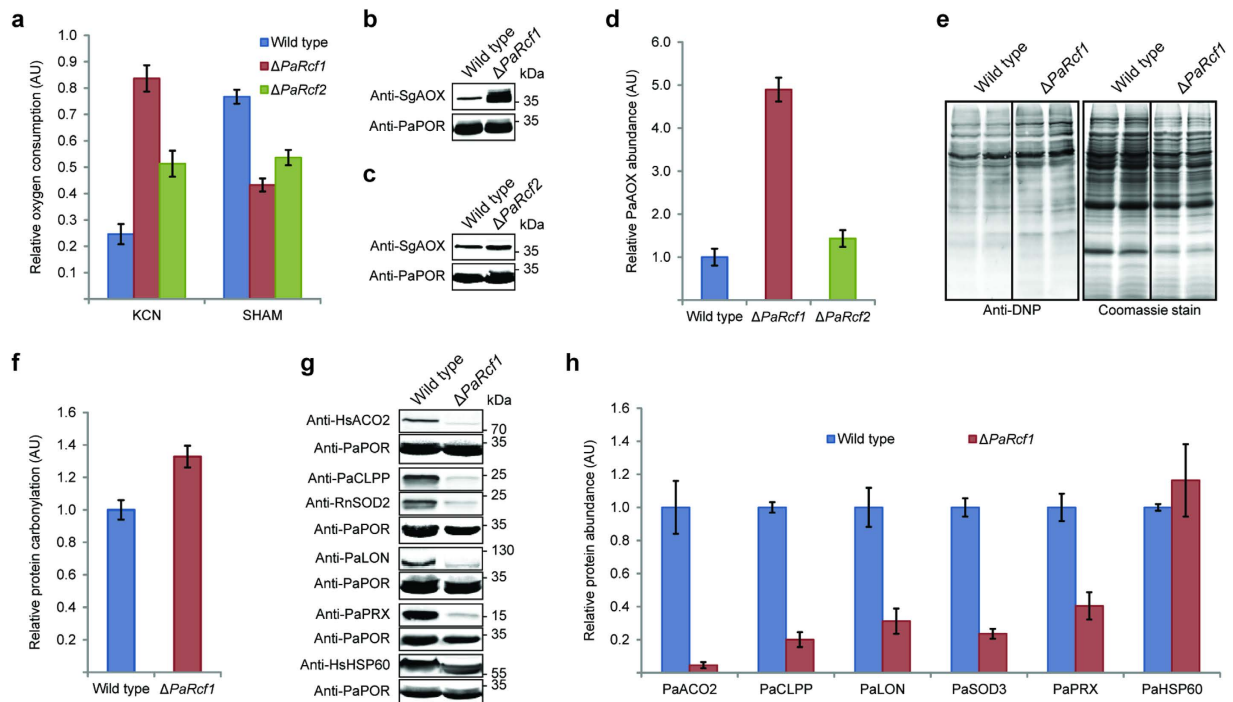 a
Relative oxygen consumption (AU)
1.0
0.9
0.8
0.7
0.6
0.5
0.4
0.3
0.2
0.1
Wild type
ΔPaRcf1
ΔPaRcf2
KCN
SHAM
b
Wild type
ΔPaRcf1
kDa
Anti-SgAOX
35
Anti-PaPOR
35
c
Wild type
ΔPaRcf2
kDa
Anti-SgAOX
35
Anti-PaPOR
35
d
Relative PaAOX abundance (AU)
6.0
5.0
4.0
3.0
2.0
1.0
Wild type
ΔPaRcf1
ΔPaRcf2
e
Wild type
ΔPaRcf1
Wild type
ΔPaRcf1
Anti-DNP
Coomassie stain
f
Relative protein carbonylation (AU)
1.6
1.4
1.2
1.0
0.8
0.6
0.4
0.2
Wild type
ΔPaRcf1
g
Wild type
ΔPaRcf1
kDa
Anti-HsACO2
70
Anti-PaPOR
35
Anti-PaCLPP
25
Anti-RnSOD2
25
Anti-PaPOR
35
Anti-PaLON
130
Anti-PaPOR
35
Anti-PaPRX
15
Anti-PaPOR
35
Anti-HsHSP60
55
Anti-PaPOR
35
h
Relative protein abundance (AU)
1.6
1.4
1.2
1.0
0.8
0.6
0.4
0.2
Wild type
ΔPaRcf1
PaACO2
PaCLPP
PaLON
PaSOD3
PaPRX
PaHSP60